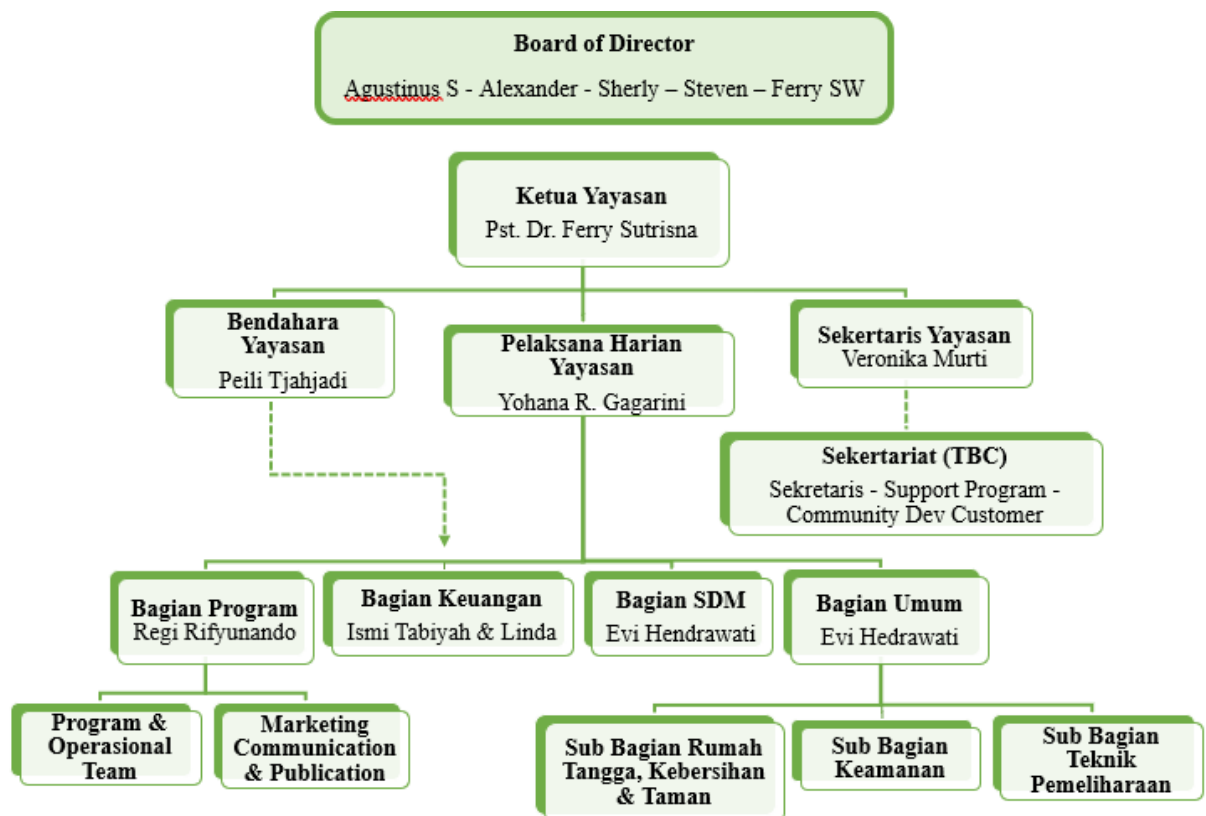 Board of Director
Agustinus S - Alexander - Sherly – Steven – Ferry SW
Ketua Yayasan
Pst. Dr. Ferry Sutrisna
Bendahara
Yayasan
Peili Tjahjadi
Pelaksana Harian
Yayasan
Yohana R. Gagarini
Sekertaris Yayasan
Veronika Murti
Sekertariat (TBC)
Sekretaris - Support Program -
Community Dev Customer
Bagian Program
Regi Rifyunando
Bagian Keuangan
Ismi Tabiyah & Linda
Bagian SDM
Evi Hendrawati
Bagian Umum
Evi Hedrawati
Program &
Operasional
Team
Marketing
Communication
& Publication
Sub Bagian Rumah
Tangga, Kebersihan
& Taman
Sub Bagian
Keamanan
Sub Bagian
Teknik
Pemeliharaan